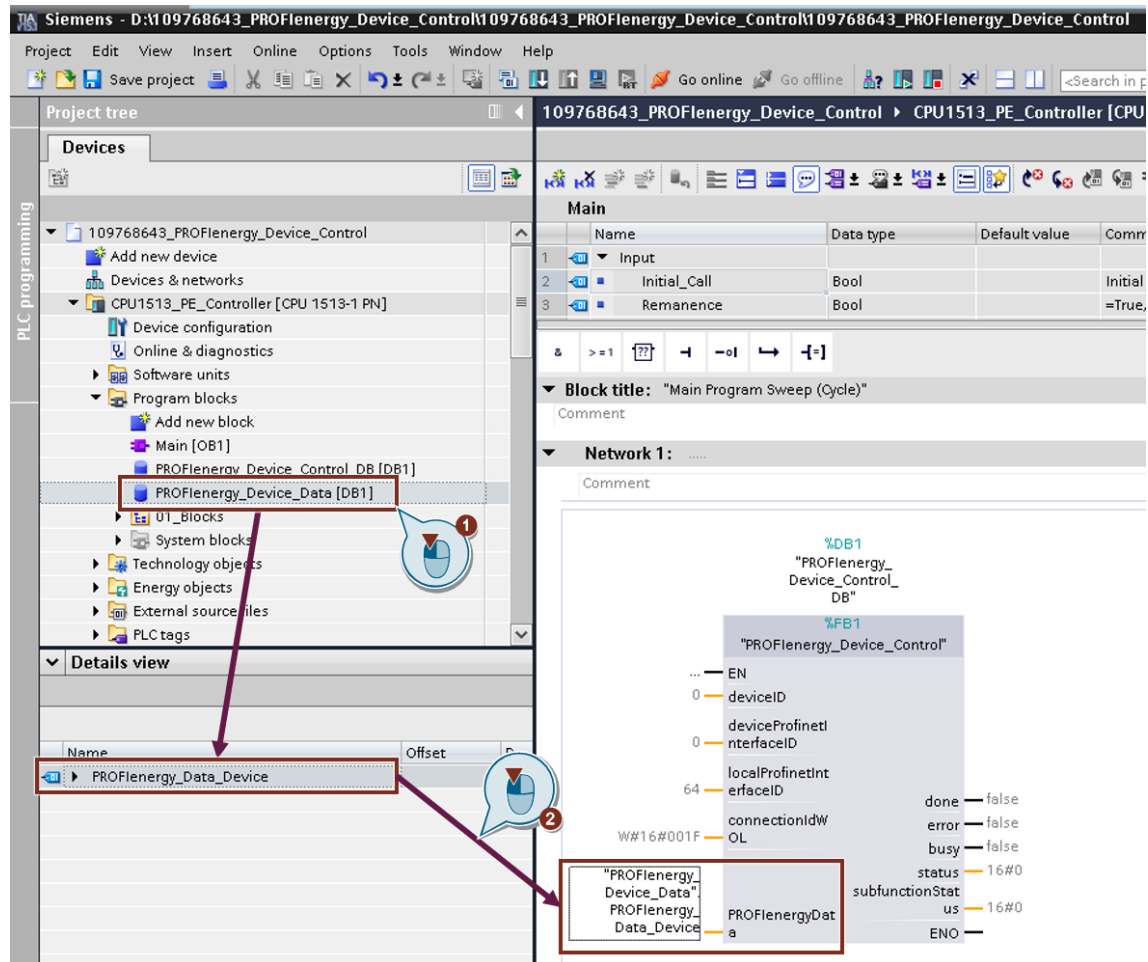 Siemens - D:\109768643_PROFIenergy_Device_Control\109768643_PROFIenergy_Device_Control\109768643_PROFIenergy_Device_Control
Project Edit View Insert Online Options Tools Window Help
Save project Go online Go offline <Search in p
Project tree
109768643_PROFIenergy_Device_Control CPU1513_PE_Controller [CPU
Devices
PLC programming
109768643_PROFIenergy_Device_Control
Add new device
Devices & networks
CPU1513_PE_Controller [CPU 1513-1 PN]
Device configuration
Online & diagnostics
Software units
Program blocks
Add new block
Main [OB1]
PROFIenergy_Device_Control_DB [DB1]
PROFIenergy_Device_Data [DB1]
01_Blocks
System blocks
Technology objects
Energy objects
External source files
PLC tags
1
Details view
Name Offset
PROFIenergy_Data_Device
2
Main
Name Data type Default value Comm
1 Input
2 Initial_Call Bool Initial
3 Remanence Bool =True,
& >=1 ??
Block title: "Main Program Sweep (Cycle)"
Comment
Network 1: .....
Comment
%DB1
"PROFIenergy_
Device_Control_
DB"
%FB1
"PROFIenergy_Device_Control"
... EN
0 deviceID
deviceProfinetI
0 nterfaceID
localProfinetInt
64 erfaceID
connectionIdW
W#16#001F OL
"PROFIenergy_
Device_Data".
PROFIenergy_
Data_Device
PROFIenergyDat
a
done false
error false
busy false
status 16#0
subfunctionStat
us 16#0
ENO